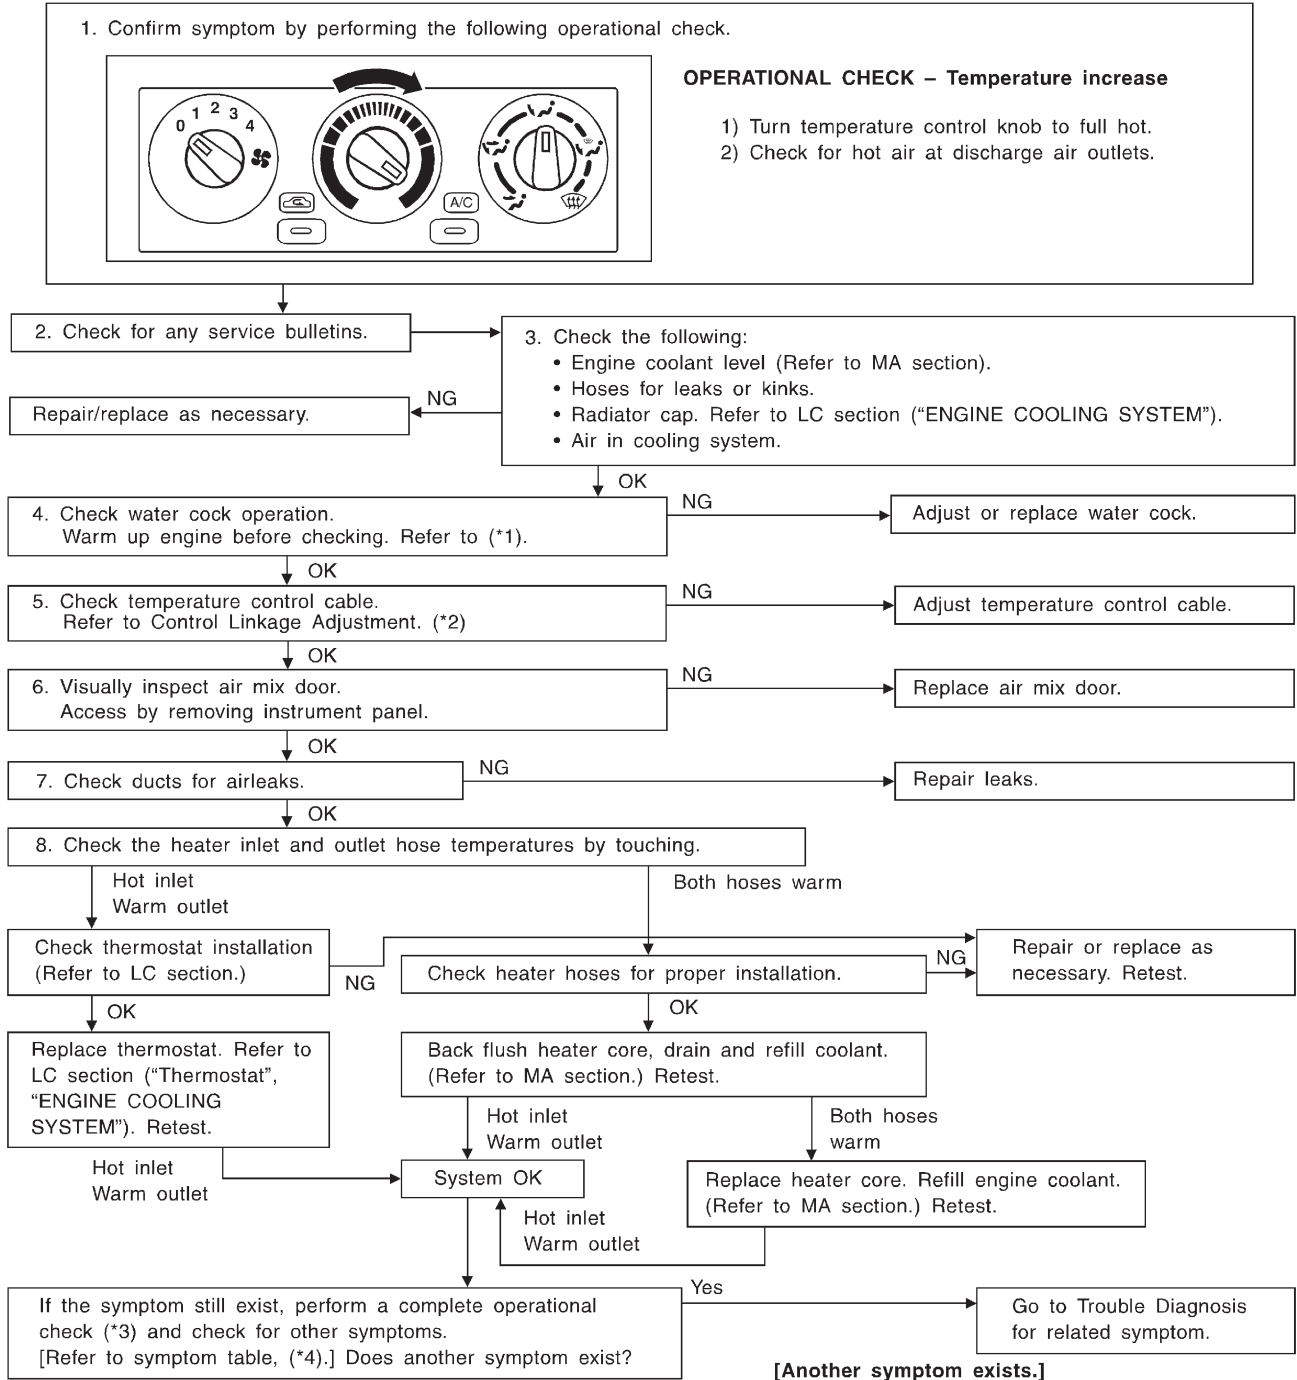 1. Confirm symptom by performing the following operational check.
0 1 2 3 4
A/C
OPERATIONAL CHECK – Temperature increase
1) Turn temperature control knob to full hot.
2) Check for hot air at discharge air outlets.
2. Check for any service bulletins.
3. Check the following:
• Engine coolant level (Refer to MA section).
• Hoses for leaks or kinks.
• Radiator cap. Refer to LC section (“ENGINE COOLING SYSTEM”).
• Air in cooling system.
NG
Repair/replace as necessary.
OK
4. Check water cock operation.
Warm up engine before checking. Refer to (*1).
NG
Adjust or replace water cock.
OK
5. Check temperature control cable.
Refer to Control Linkage Adjustment. (*2)
NG
Adjust temperature control cable.
OK
6. Visually inspect air mix door.
Access by removing instrument panel.
NG
Replace air mix door.
OK
7. Check ducts for airleaks.
NG
Repair leaks.
OK
8. Check the heater inlet and outlet hose temperatures by touching.
Hot inlet
Warm outlet
Both hoses warm
Check thermostat installation
(Refer to LC section.)
NG
Check heater hoses for proper installation.
NG
Repair or replace as
necessary. Retest.
OK
OK
Replace thermostat. Refer to
LC section (“Thermostat”,
“ENGINE COOLING
SYSTEM”). Retest.
Back flush heater core, drain and refill coolant.
(Refer to MA section.) Retest.
Hot inlet
Warm outlet
Both hoses
warm
Hot inlet
Warm outlet
System OK
Replace heater core. Refill engine coolant.
(Refer to MA section.) Retest.
Hot inlet
Warm outlet
If the symptom still exist, perform a complete operational
check (*3) and check for other symptoms.
[Refer to symptom table, (*4).] Does another symptom exist?
Yes
Go to Trouble Diagnosis
for related symptom.
[Another symptom exists.]